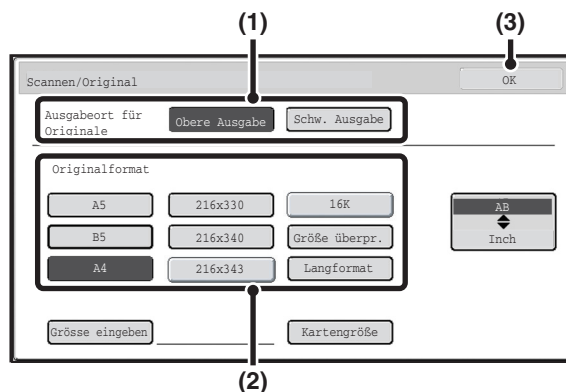 (1) (3)
Scannen/Original OK
Ausgabeort für
Originale
Obere Ausgabe Schw. Ausgabe
Originalformat
A5 216x330 16K
AB
B5 216x340 Größe überpr.
Inch
A4 216x343 Langformat
Grösse eingeben Kartengröße
(2)